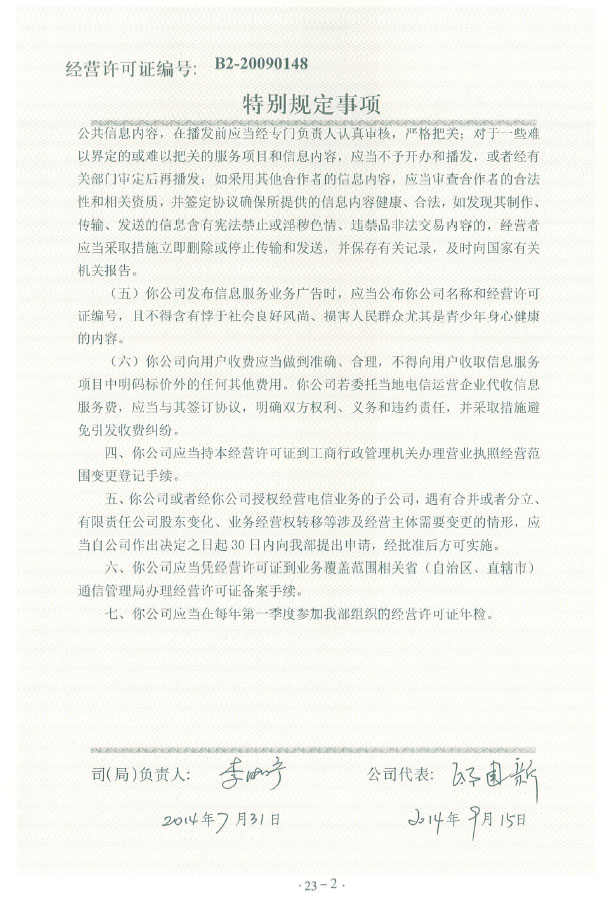 经营许可证编号: B2-20090148
特别规定事项
公共信息内容，在播发前应当经专门负责人认真审核，严格把关；对于一些难
以界定的或难以把关的服务项目和信息内容，应当不予开办和播发，或者经有
关部门审定后再播发；如采用其他合作者的信息内容，应当审查合作者的合法
性和相关资质，并签定协议确保所提供的信息内容健康、合法，如发现其制作、
传输、发送的信息含有宪法禁止或淫秽色情、违禁品非法交易内容的，经营者
应当采取措施立即删除或停止传输和发送，并保存有关记录，及时向国家有关
机关报告。
（五）你公司发布信息服务业务广告时，应当公布你公司名称和经营许可
证编号，且不得含有悖于社会良好风尚、损害人民群众尤其是青少年身心健康
的内容。
（六）你公司向用户收费应当做到准确、合理，不得向用户收取信息服务
项目中明码标价外的任何其他费用。你公司若委托当地电信运营企业代收信息
服务费，应当与其签订协议，明确双方权利、义务和违约责任，并采取措施避
免引发收费纠纷。
四、你公司应当持本经营许可证到工商行政管理机关办理营业执照经营范
围变更登记手续。
五、你公司或者经你公司授权经营电信业务的子公司，遇有合并或者分立、
有限责任公司股东变化、业务经营权转移等涉及经营主体需要变更的情形，应
当自公司作出决定之日起 30 日内向我部提出申请，经批准后方可实施。
六、你公司应当凭经营许可证到业务覆盖范围相关省（自治区、直辖市）
通信管理局办理经营许可证备案手续。
七、你公司应当在每年第一季度参加我部组织的经营许可证年检。
司(局)负责人: 公司代表:
2014年7月31日 2014年9月15日
·23－2·